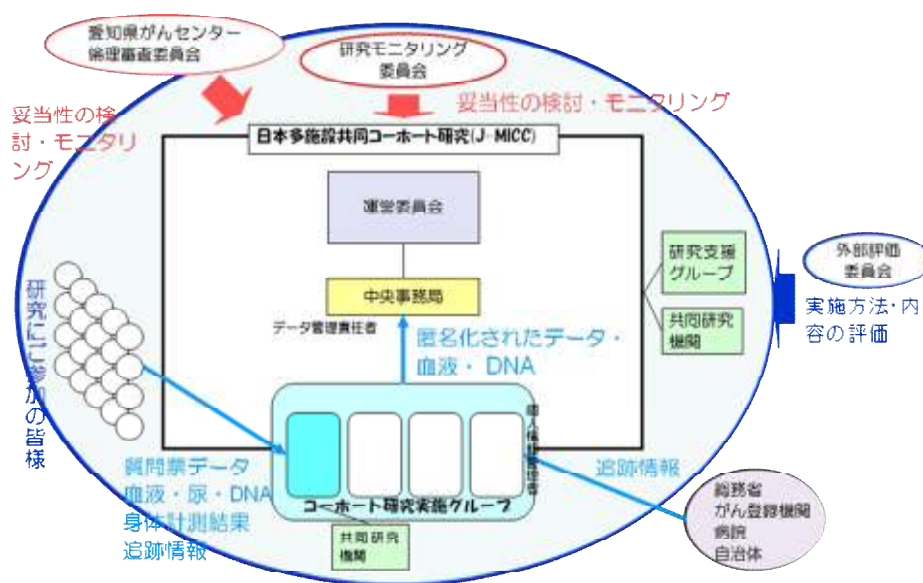 愛知県がんセンター
倫理審査委員会
研究モニタリング
委員会
妥当性の検
討・モニタリ
ング
妥当性の検討・モニタリング
日本多施設共同コーホート研究(J-MICC)
運営委員会
中央事務局
データ管理責任者
匿名化されたデータ・
血液・ DNA
研究支援
グループ
共同研究
機関
外部評価
委員会
実施方法・内
容の評価
研究にご参加の皆様
個人情報管理者
質問票データ
血液・尿・DNA
身体計測結果
追跡情報
コーホート研究実施グループ
共同研究
機関
追跡情報
総務省
がん登録機関
病院
自治体